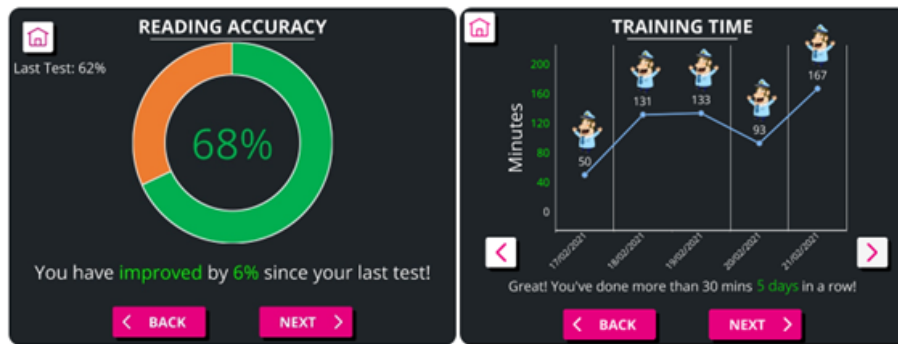 READING ACCURACY
Last Test: 62%
68%
You have improved by 6% since your last test!
BACK
NEXT
TRAINING TIME
Minutes
200
160
120
80
40
0
50
131
133
93
167
17/02/2021
18/02/2021
19/02/2021
20/02/2021
21/02/2021
Great! You've done more than 30 mins 5 days in a row!
BACK
NEXT